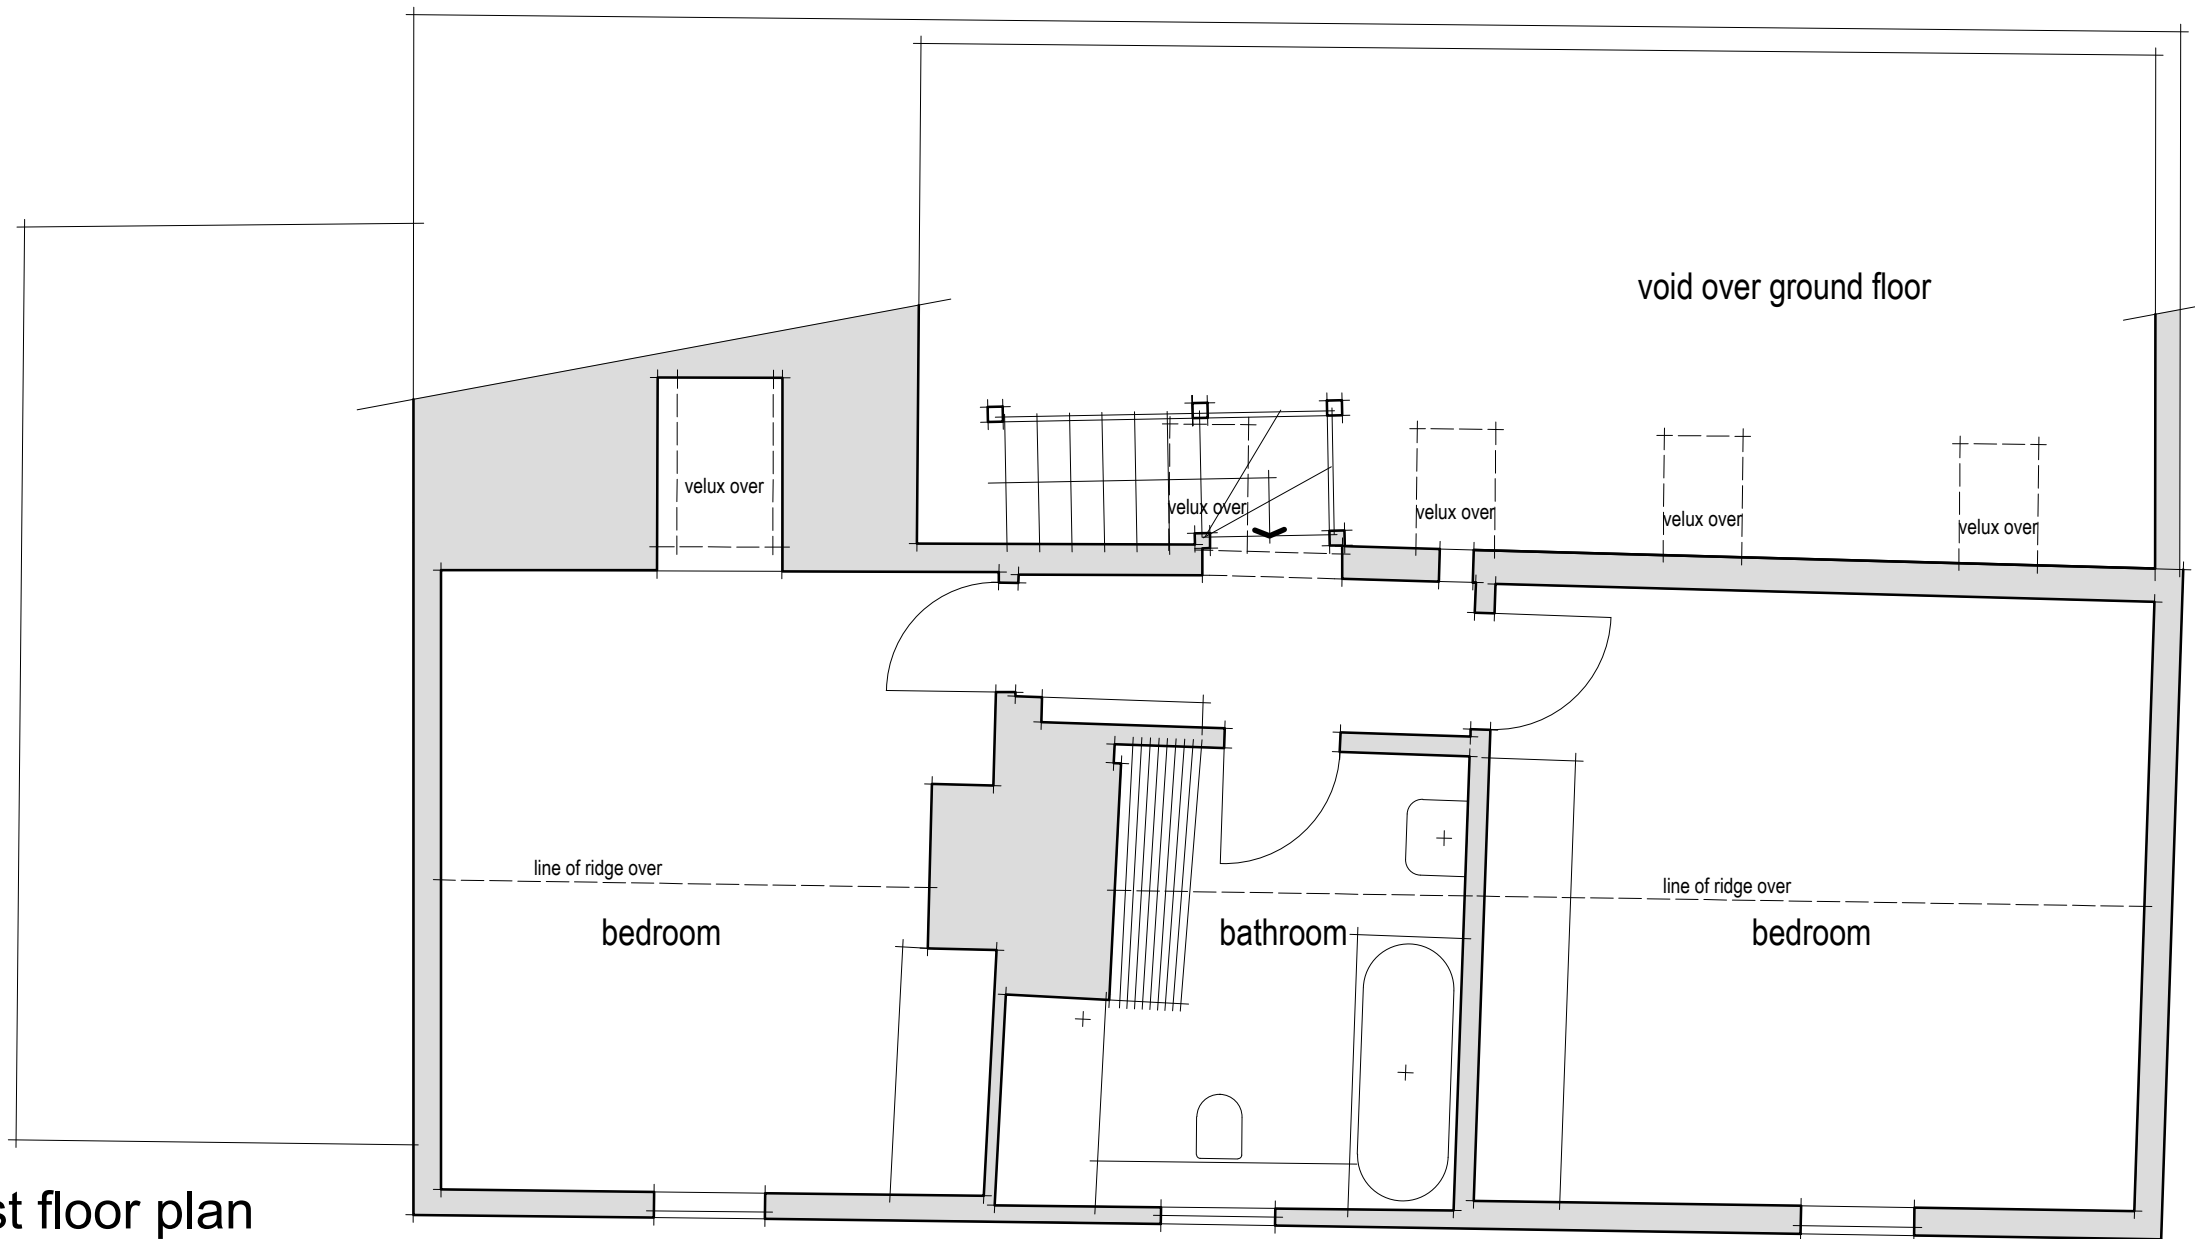 void over ground floor
velux over
velux over
velux over
velux over
velux over
line of ridge over
line of ridge over
bedroom
bathroom
bedroom
st floor plan